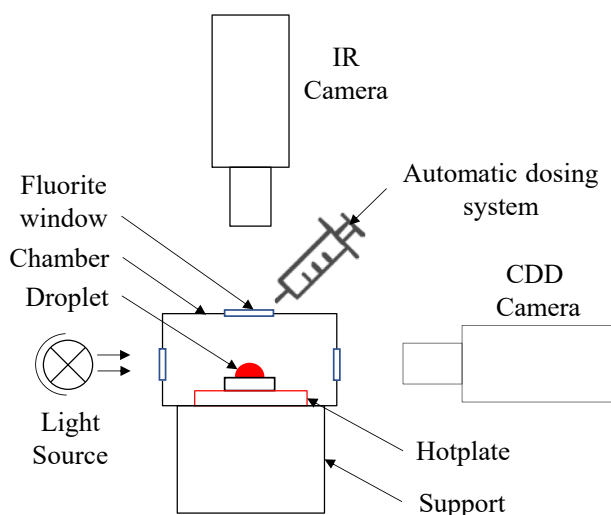 IR
Camera
Automatic dosing
system
Fluorite
window
Chamber
Droplet
CDD
Camera
Light
Source
Hotplate
Support